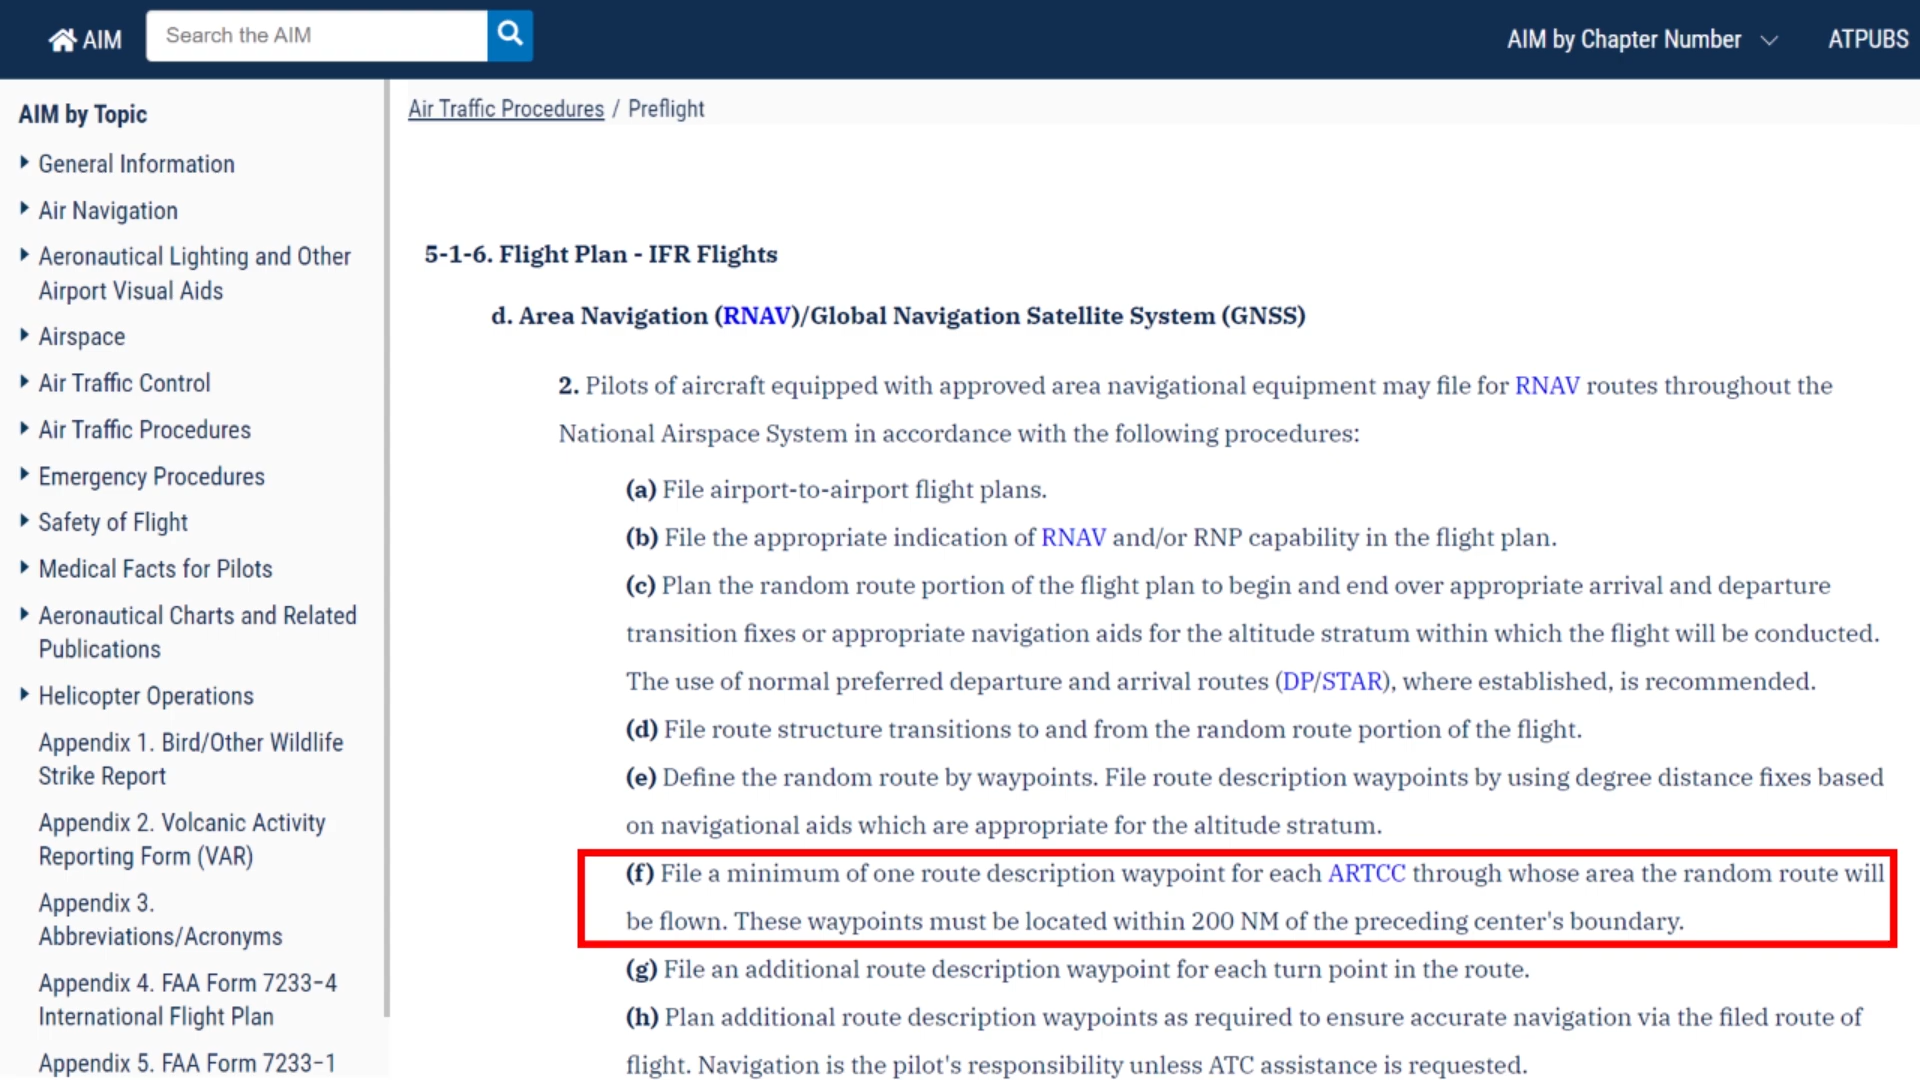 AIM
Search the AIM
AIM by Chapter Number
ATPUBS
AIM by Topic
General Information
Air Navigation
Aeronautical Lighting and Other
Airport Visual Aids
Airspace
Air Traffic Control
Air Traffic Procedures
Emergency Procedures
Safety of Flight
Medical Facts for Pilots
Aeronautical Charts and Related
Publications
Helicopter Operations
Appendix 1. Bird/Other Wildlife
Strike Report
Appendix 2. Volcanic Activity
Reporting Form (VAR)
Appendix 3.
Abbreviations/Acronyms
Appendix 4. FAA Form 7233-4
International Flight Plan
Appendix 5. FAA Form 7233-1
Air Traffic Procedures / Preflight
5-1-6. Flight Plan - IFR Flights
d. Area Navigation (RNAV)/Global Navigation Satellite System (GNSS)
2. Pilots of aircraft equipped with approved area navigational equipment may file for RNAV routes throughout the
National Airspace System in accordance with the following procedures:
(a) File airport-to-airport flight plans.
(b) File the appropriate indication of RNAV and/or RNP capability in the flight plan.
(c) Plan the random route portion of the flight plan to begin and end over appropriate arrival and departure
transition fixes or appropriate navigation aids for the altitude stratum within which the flight will be conducted.
The use of normal preferred departure and arrival routes (DP/STAR), where established, is recommended.
(d) File route structure transitions to and from the random route portion of the flight.
(e) Define the random route by waypoints. File route description waypoints by using degree distance fixes based
on navigational aids which are appropriate for the altitude stratum.
(f) File a minimum of one route description waypoint for each ARTCC through whose area the random route will
be flown. These waypoints must be located within 200 NM of the preceding center's boundary.
(g) File an additional route description waypoint for each turn point in the route.
(h) Plan additional route description waypoints as required to ensure accurate navigation via the filed route of
flight. Navigation is the pilot's responsibility unless ATC assistance is requested.